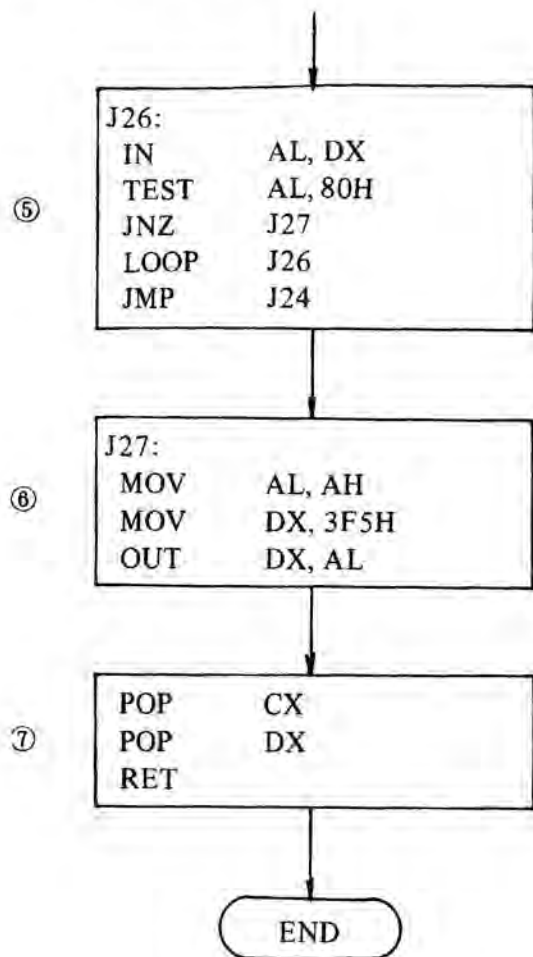 ⑤
J26:
IN AL, DX
TEST AL, 80H
JNZ J27
LOOP J26
JMP J24
⑥
J27:
MOV AL, AH
MOV DX, 3F5H
OUT DX, AL
⑦
POP CX
POP DX
RET
END